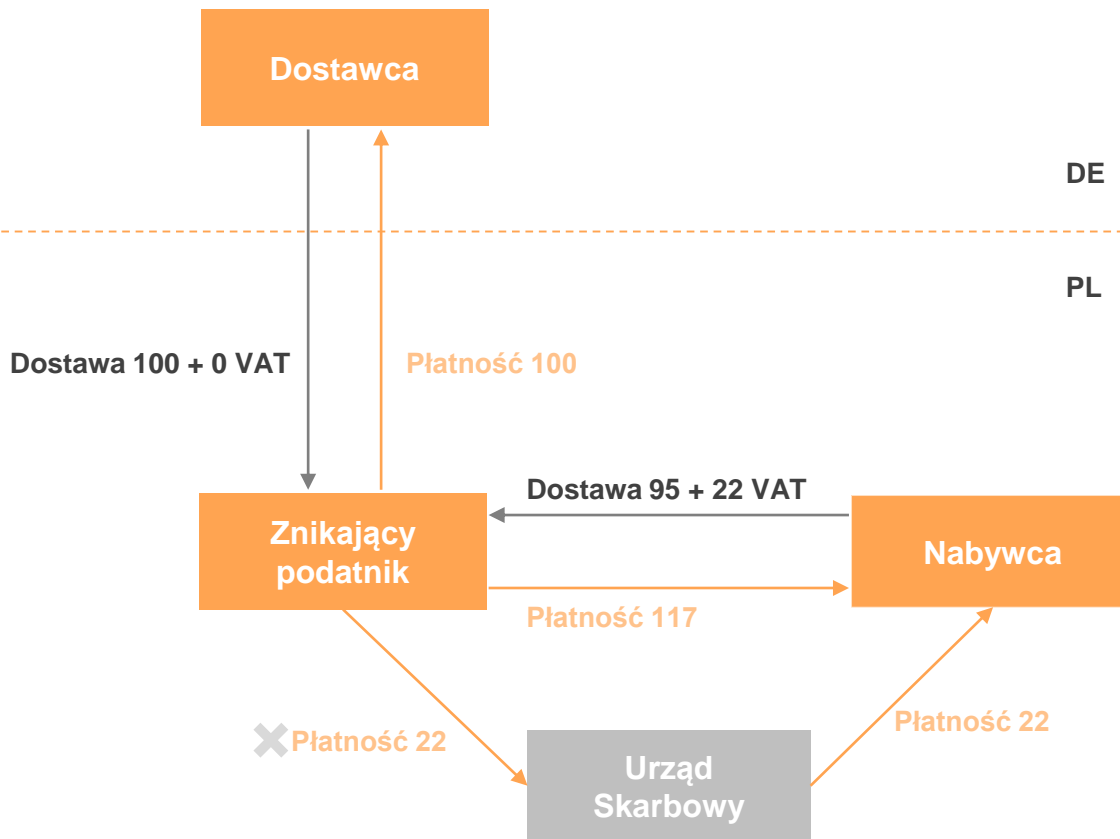 Dostawca
DE
PL
Dostawa 100 + 0 VAT
Płatność 100
Dostawa 95 + 22 VAT
Znikający
podatnik
Nabywca
Płatność 117
Płatność 22
Płatność 22
Urząd
Skarbowy